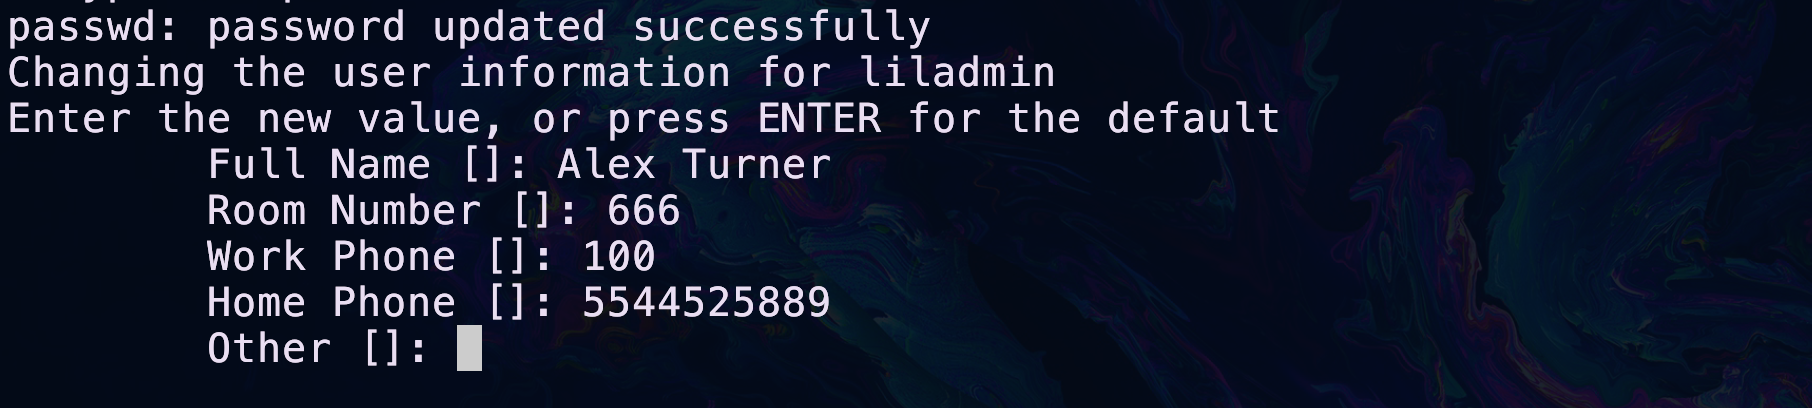 passwd: password updated successfully
Changing the user information for liladmin
Enter the new value, or press ENTER for the default
Full Name []: Alex Turner
Room Number []: 666
Work Phone []: 100
Home Phone []: 5544525889
Other []: